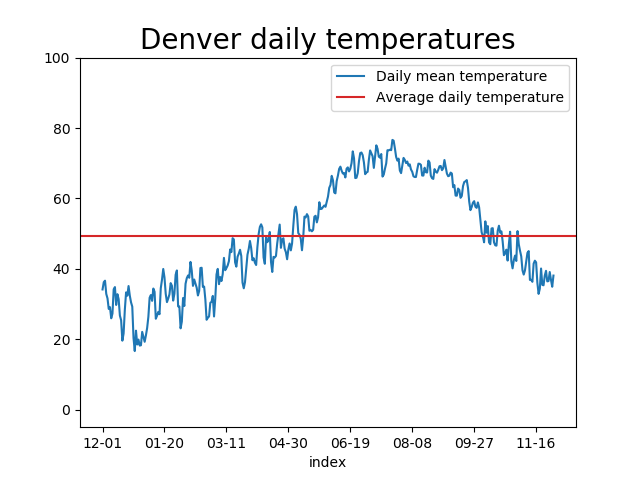 Denver daily temperatures
100
80
60
40
20
0
Daily mean temperature
Average daily temperature
12-01 01-20 03-11 04-30 06-19 08-08 09-27 11-16
index